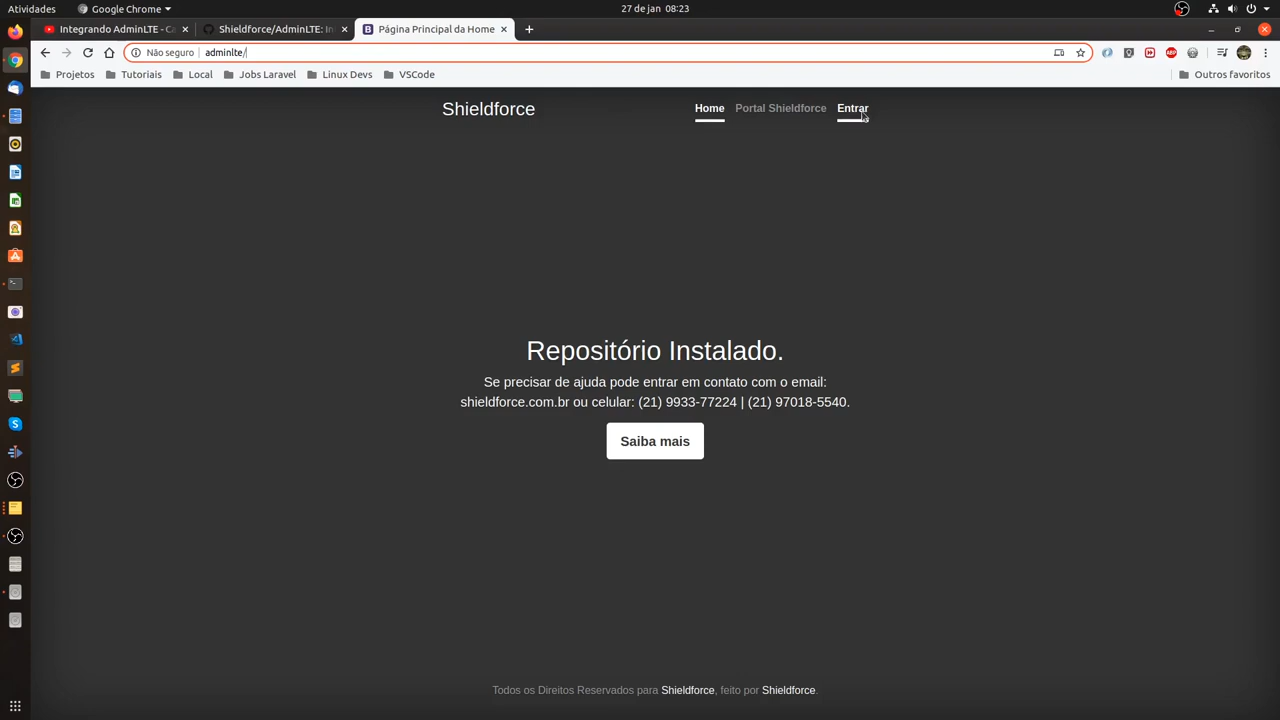 Atividades
Google Chrome
27 de jan 08:23
Integrando AdminLTE - Ca
Shieldforce/AdminLTE: In
Página Principal da Home
Não seguro
adminlte/
Projetos
Tutoriais
Local
Jobs Laravel
Linux Devs
VSCode
Outros favoritos
Shieldforce
Home
Portal Shieldforce
Entrar
Repositório Instalado.
Se precisar de ajuda pode entrar em contato com o email:
shieldforce.com.br ou celular: (21) 9933-77224 | (21) 97018-5540.
Saiba mais
Todos os Direitos Reservados para Shieldforce, feito por Shieldforce.